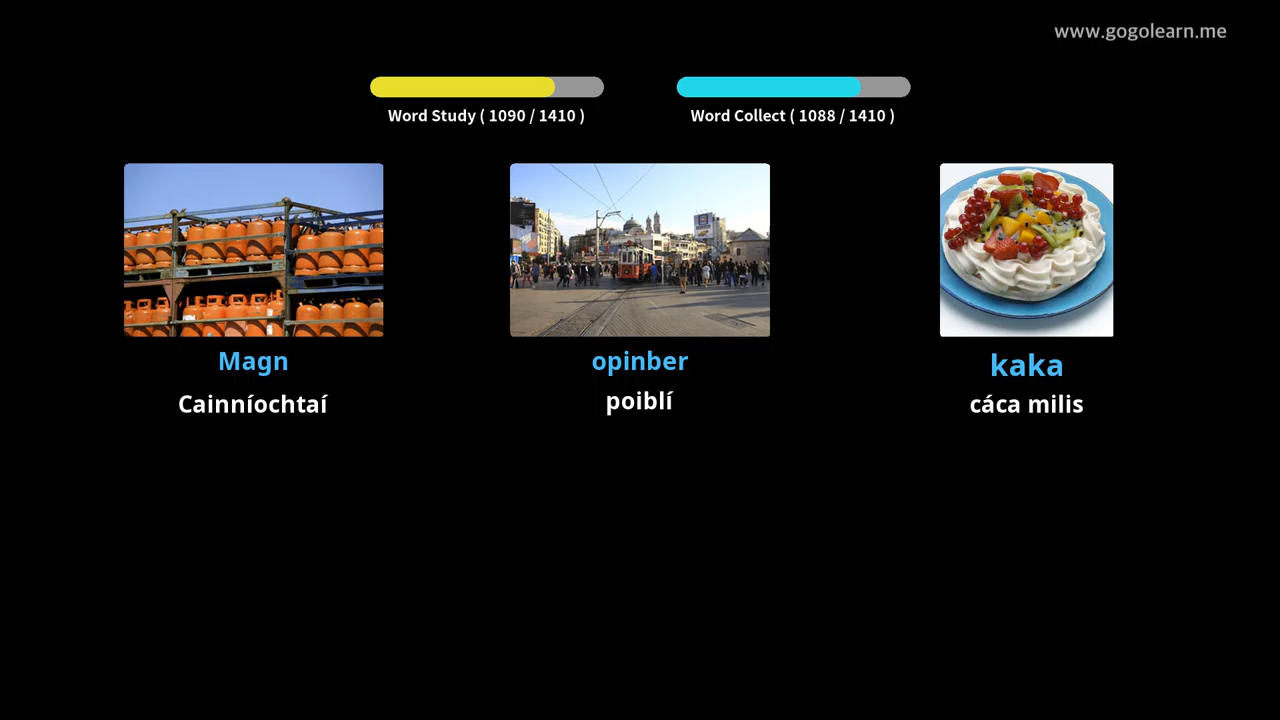 www.gogolearn.me
Word Study ( 1090 / 1410 )
Word Collect ( 1088 / 1410 )
Magn
opinber
kaka
Cainníochtaí
poiblí
cáca milis